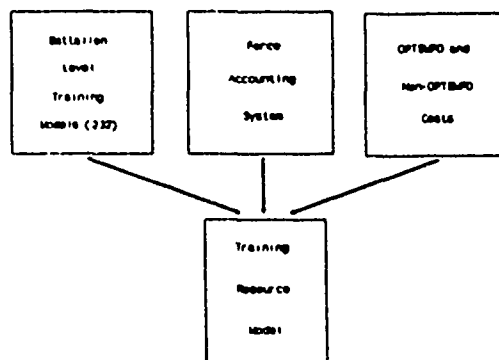 Battalion
Level
Training
Models (232)
Force
Accounting
System
OPTEMPO and
Non-OPTEMPO
Costs
Training
Resource
Model